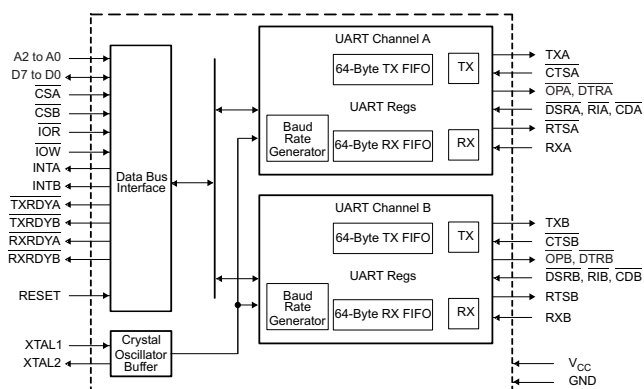 A2 to A0
D7 to D0
CSA
CSB
IOR
IOW
INTA
INTB
TXRDYA
TXRDYB
RXRDYA
RXRDYB
RESET
XTAL1
XTAL2
Data Bus
Interface
Crystal
Oscillator
Buffer
UART Channel A
64-Byte TX FIFO
TX
UART Regs
Baud
Rate
Generator
64-Byte RX FIFO
RX
UART Channel B
64-Byte TX FIFO
TX
UART Regs
Baud
Rate
Generator
64-Byte RX FIFO
RX
TXA
CTSA
OPA, DTRA
DSRA, RIA, CDA
RTSA
RXA
TXB
CTSB
OPB, DTRB
DSRB, RIB, CDB
RTSB
RXB
VCC
GND